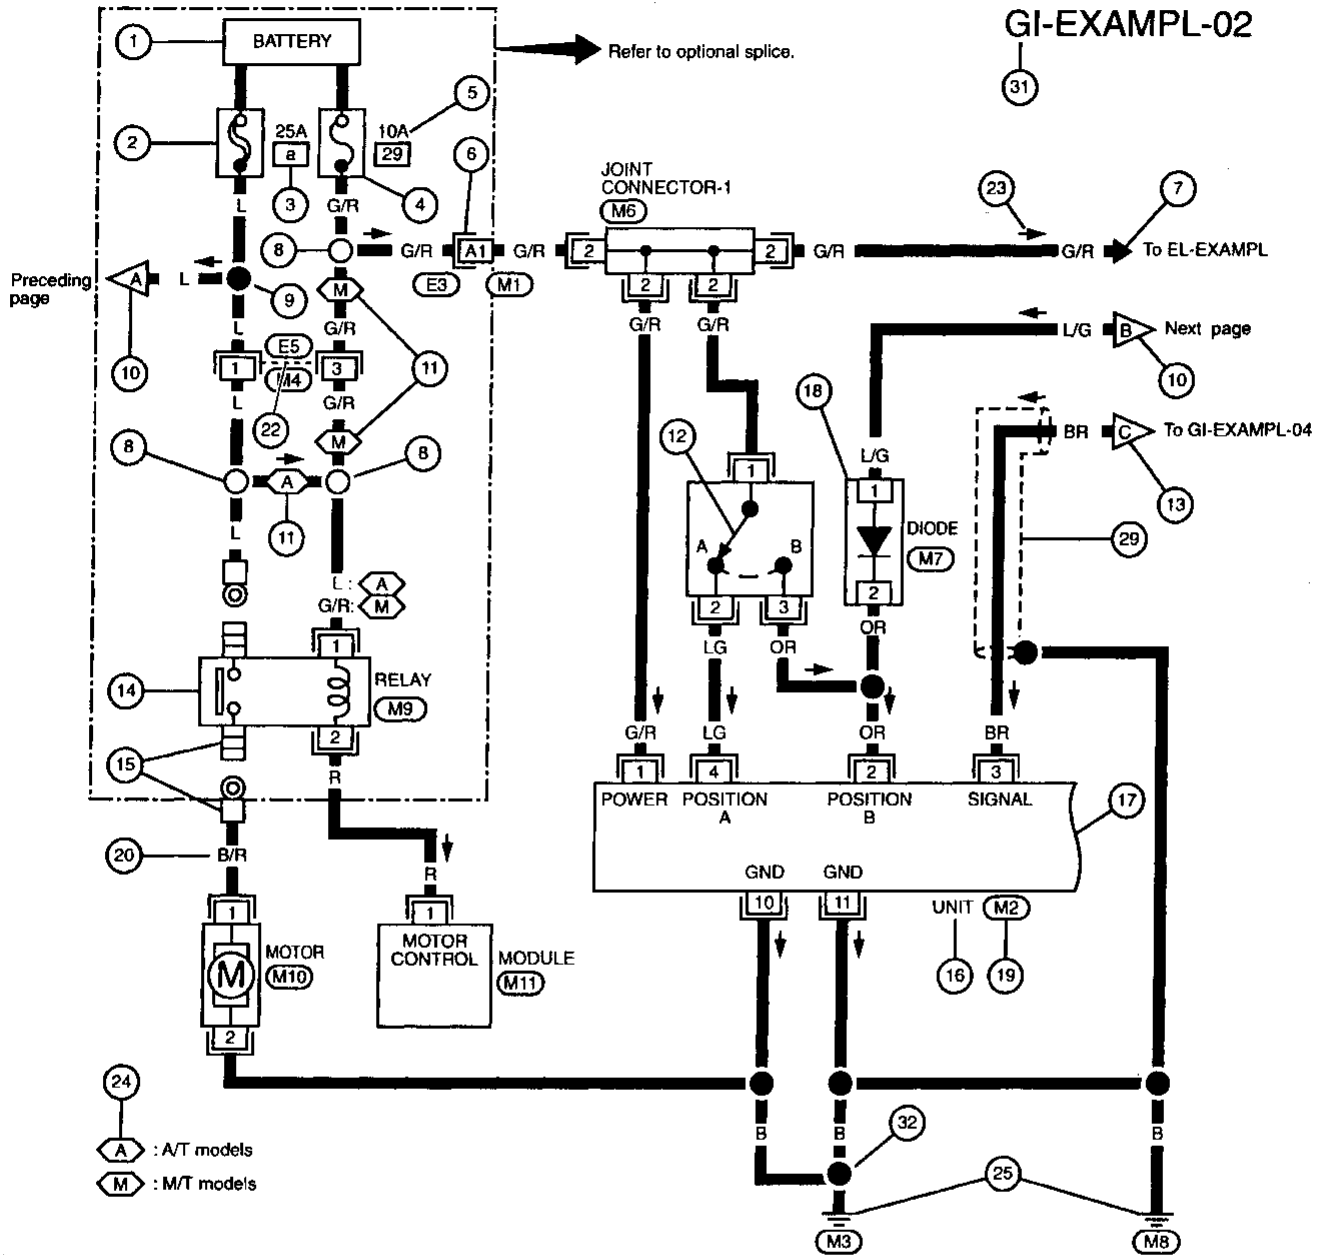 GI-EXAMPL-02
31
1
BATTERY
Refer to optional splice.
2
25A
a
3
10A
29
5
4
6
L
G/R
8
G/R
A1
G/R
E3
M1
JOINT
CONNECTOR-1
M6
2
2
2
2
G/R
23
G/R
7
To EL-EXAMPL
Preceding
page
A
L
9
10
M
L
G/R
G/R
G/R
L/G
B
Next page
10
1
E5
M4
3
11
22
L
G/R
M
8
A
8
11
L
12
1
A
B
2
3
LG
OR
18
L/G
1
DIODE
M7
2
OR
BR
C
To GI-EXAMPL-04
13
29
L : A
G/R: M
1
14
RELAY
M9
2
15
R
G/R
LG
OR
BR
1
4
2
3
POWER
POSITION
A
POSITION
B
SIGNAL
17
GND
GND
10
11
UNIT
M2
16
19
20
B/R
R
1
1
MOTOR
M10
M
2
MOTOR
CONTROL
MODULE
M11
24
A : A/T models
M : M/T models
B
B
B
32
25
M3
M8